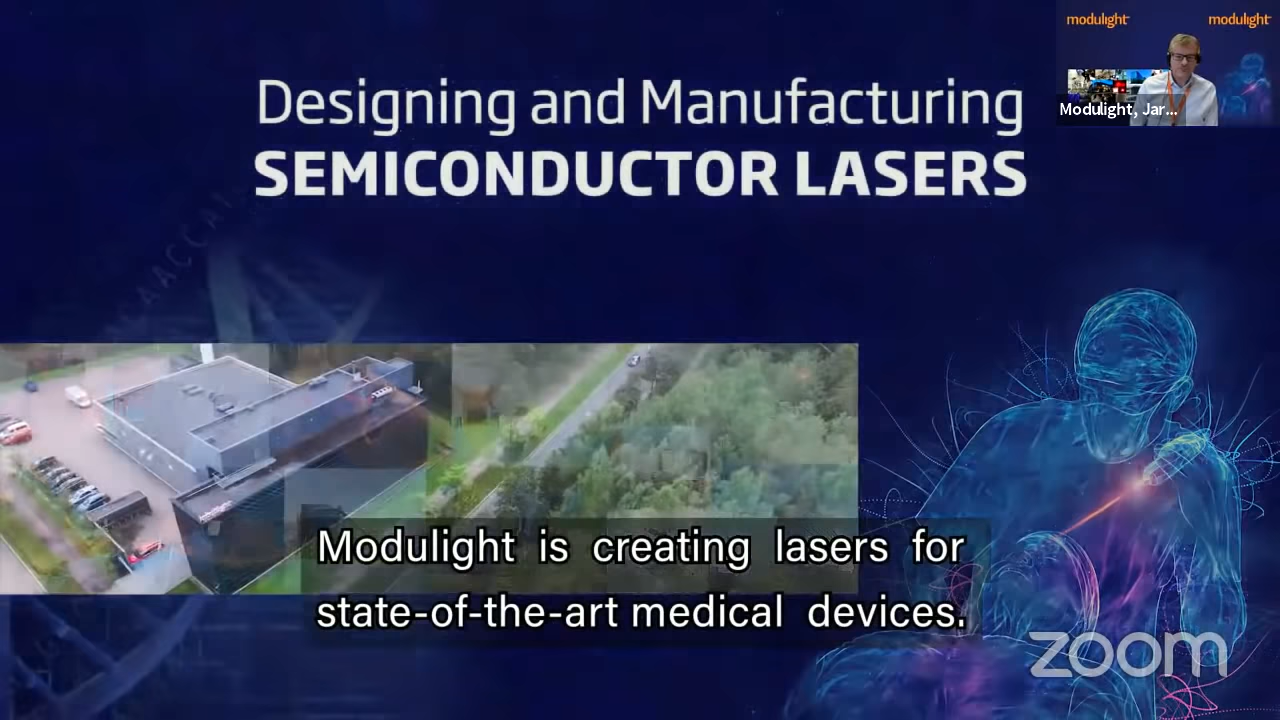 modulight
modulight
Modulight, Jar...
Designing and Manufacturing
SEMICONDUCTOR LASERS
Modulight is creating lasers for
state-of-the-art medical devices.
zoom